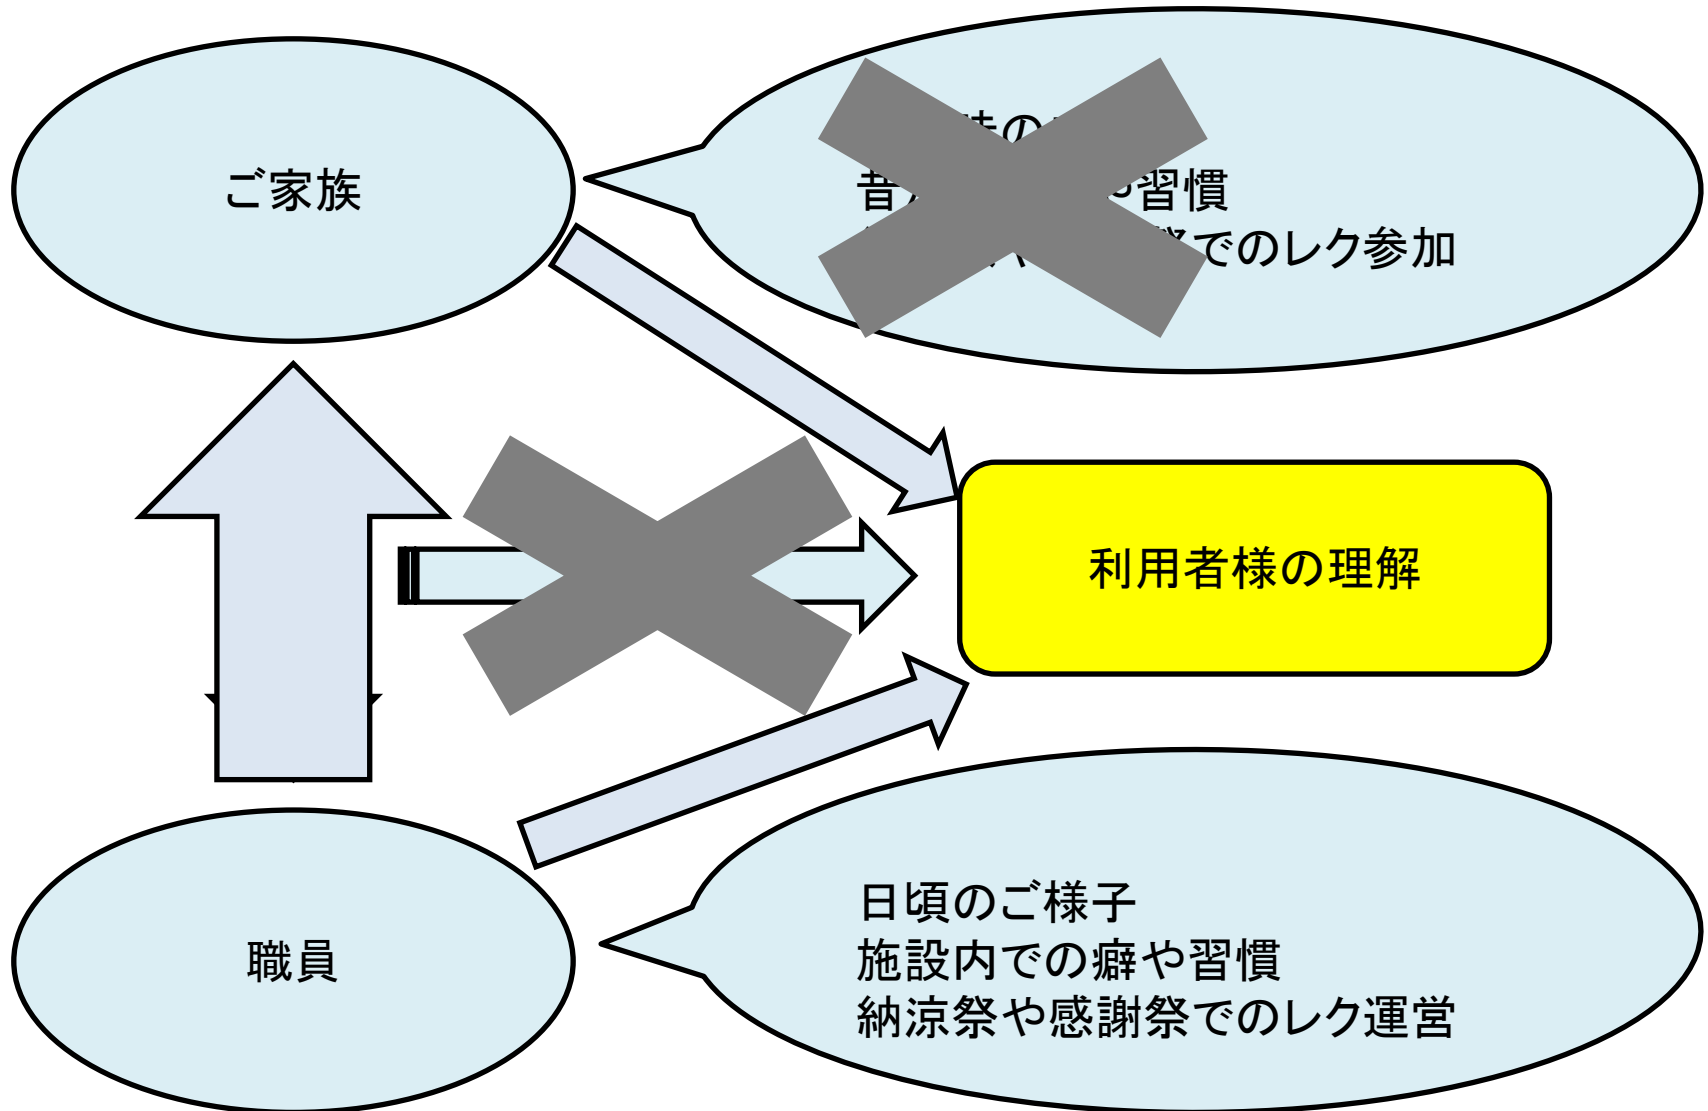 ご家族
昔
習慣
でのレク参加
利用者様の理解
職員
日頃のご様子
施設内での癖や習慣
納涼祭や感謝祭でのレク運営